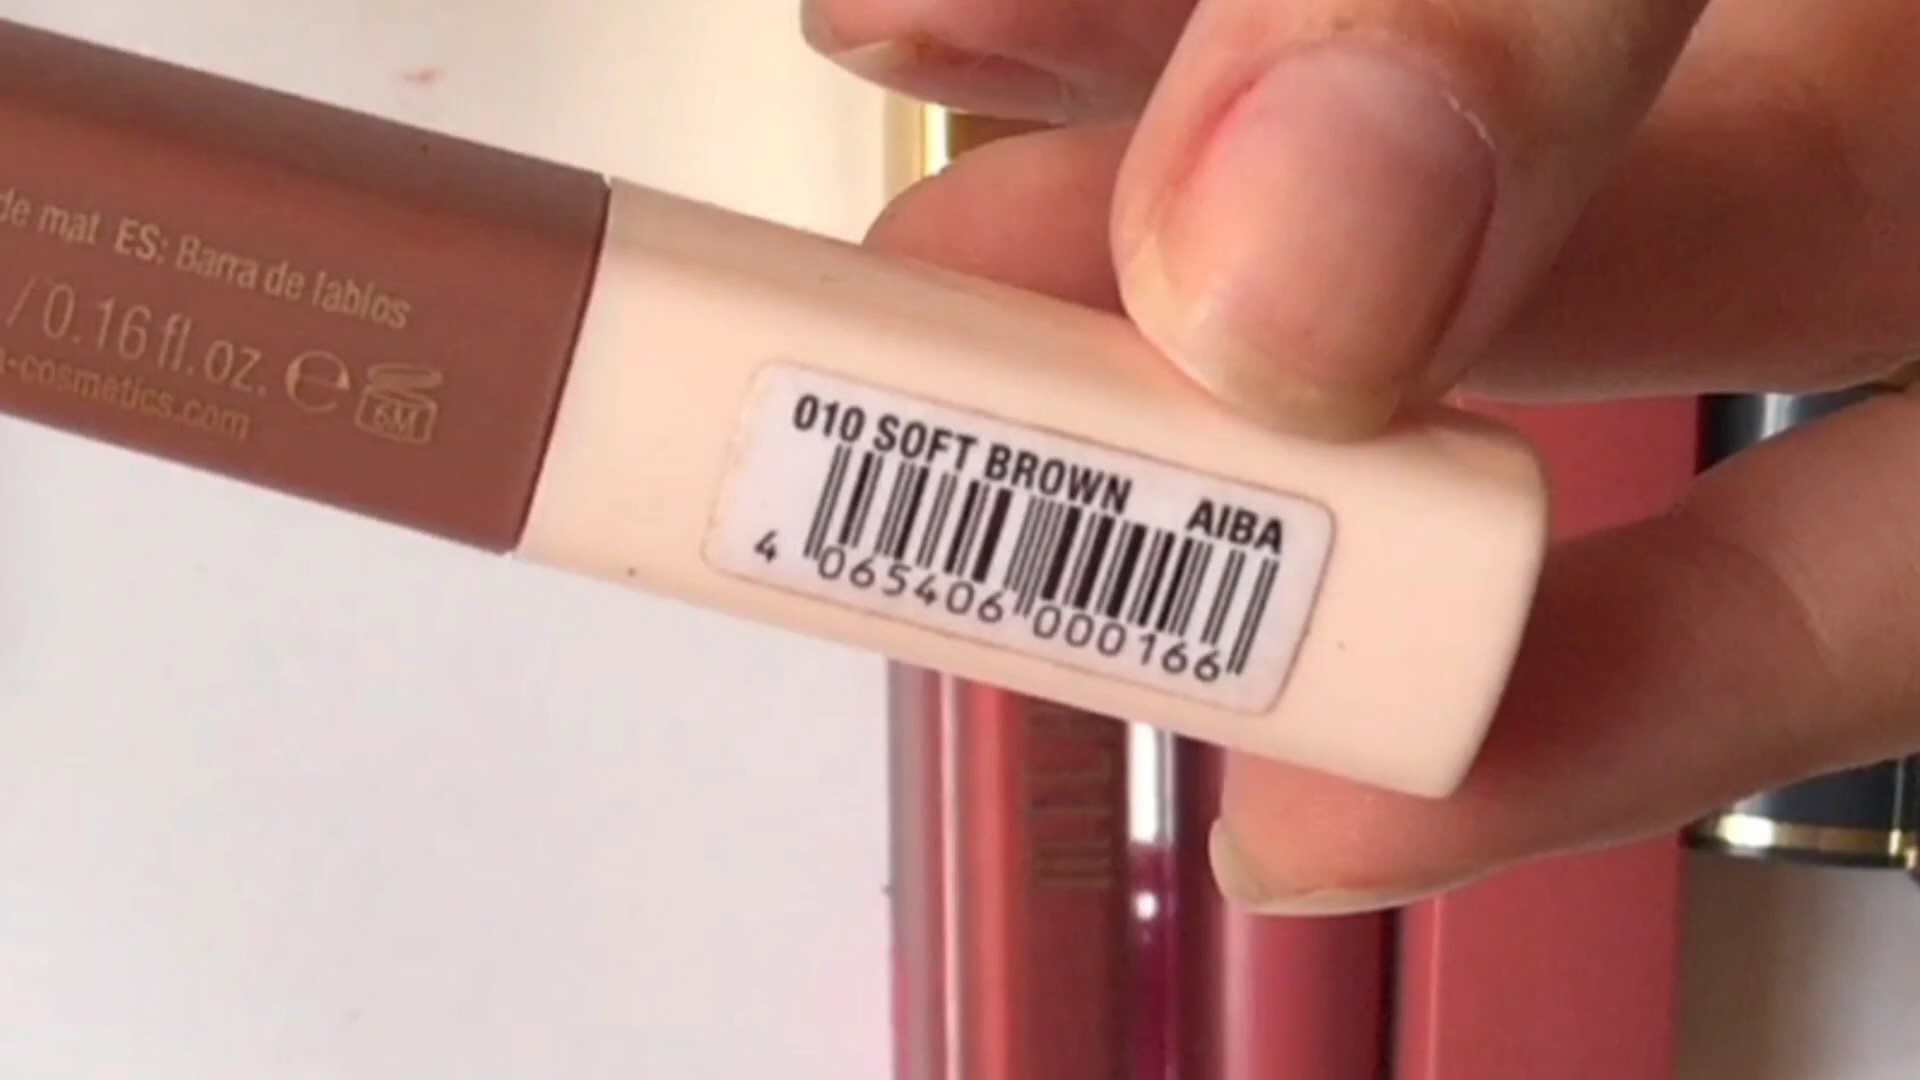 de mat ES: Barra de labios
/ 0.16 fl.oz. e 6M
-cosmetics.com
010 SOFT BROWN AIBA
4 065406 000166